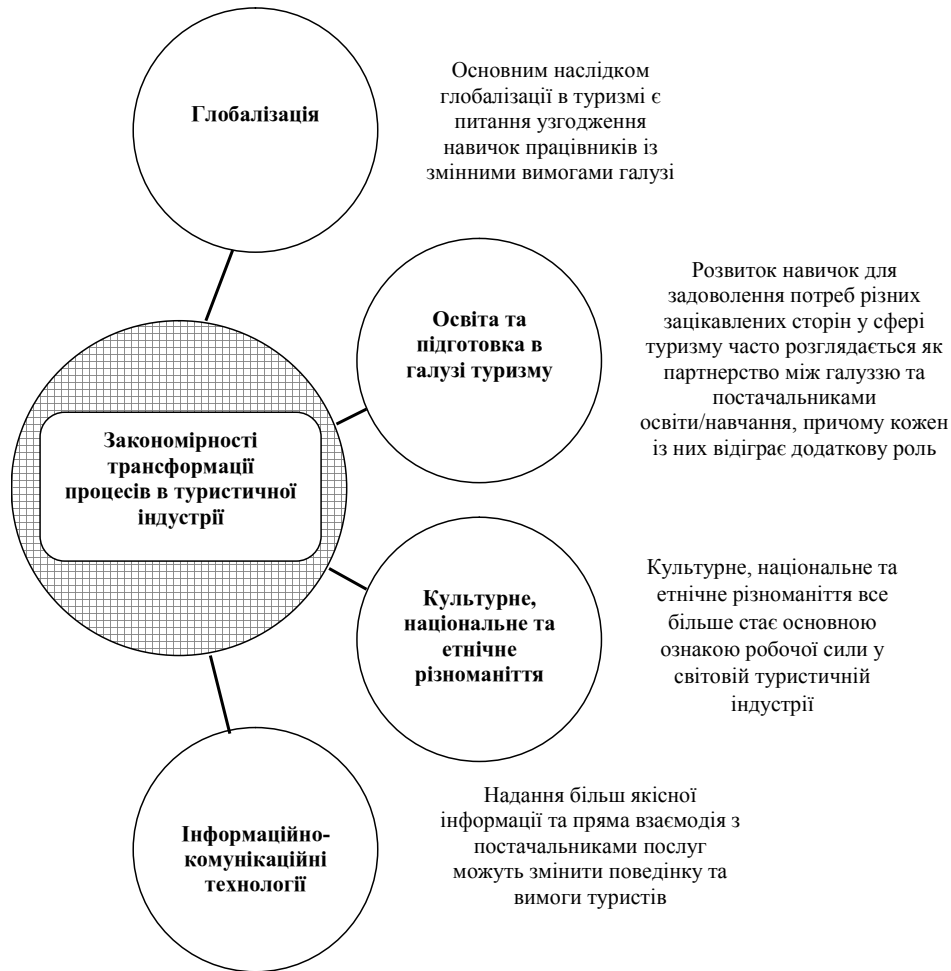 Глобалізація
Основним наслідком
глобалізації в туризмі є
питання узгодження
навичок працівників із
змінними вимогами галузі
Освіта та
підготовка в
галузі туризму
Розвиток навичок для
задоволення потреб різних
зацікавлених сторін у сфері
туризму часто розглядається як
партнерство між галуззю та
постачальниками
освіти/навчання, причому кожен
із них відіграє додаткову роль
Закономірності
трансформації
процесів в туристичної
індустрії
Культурне,
національне та
етнічне
різноманіття
Культурне, національне та
етнічне різноманіття все
більше стає основною
ознакою робочої сили у
світовій туристичній
індустрії
Інформаційно-
комунікаційні
технології
Надання більш якісної
інформації та пряма взаємодія з
постачальниками послуг
можуть змінити поведінку та
вимоги туристів